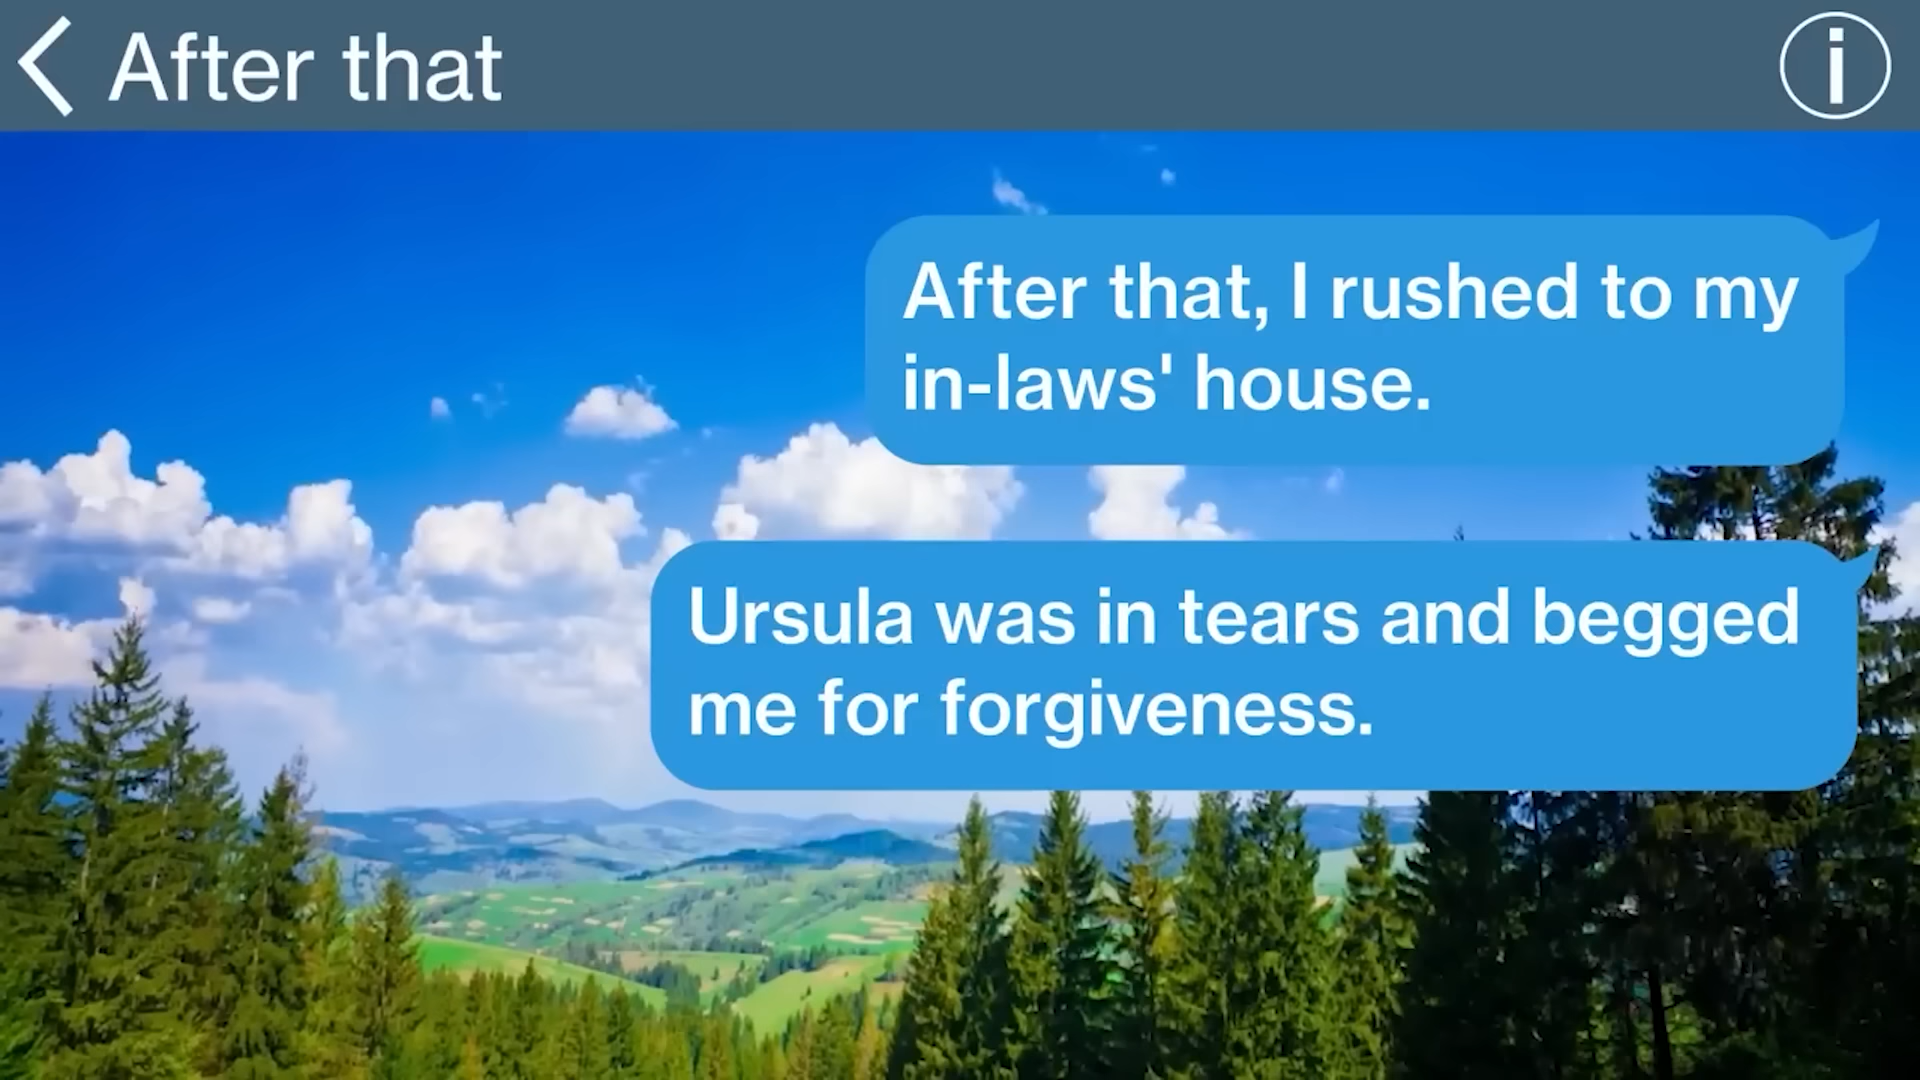 After that
After that, I rushed to my
in-laws' house.
Ursula was in tears and begged
me for forgiveness.